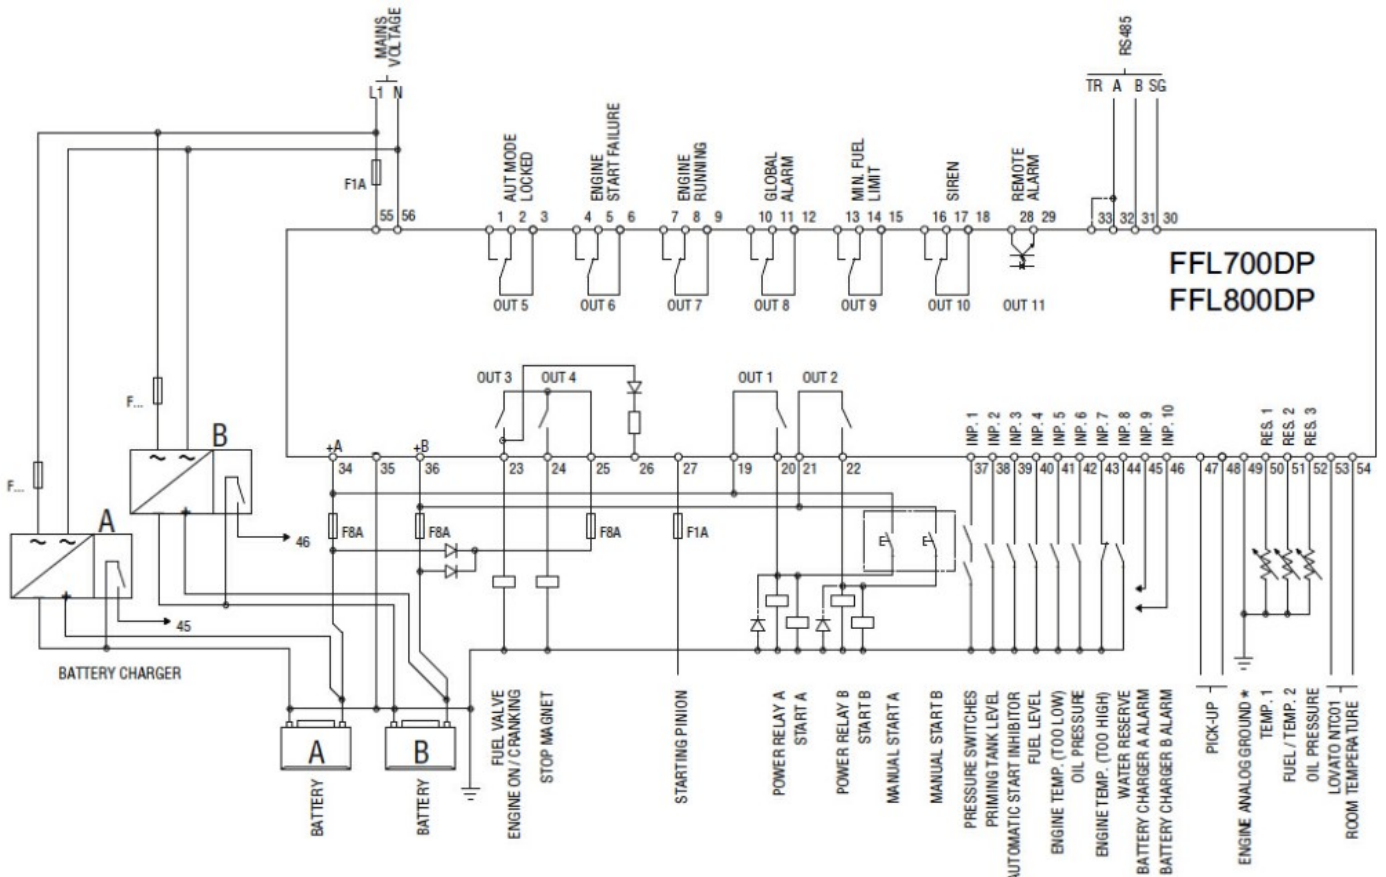 MAINS
VOLTAGE
L1 N
RS485
TR A B SG
F1A
55 56
AUT MODE
LOCKED
1 2 3
OUT 5
ENGINE
START FAILURE
4 5 6
OUT 6
ENGINE
RUNNING
7 8 9
OUT 7
GLOBAL
ALARM
10 11 12
OUT 8
MIN. FUEL
LIMIT
13 14 15
OUT 9
SIREN
16 17 18
OUT 10
REMOTE
ALARM
28 29
OUT 11
33 32 31 30
FFL700DP
FFL800DP
OUT 3 OUT 4
OUT 1 OUT 2
+A
+B
34 35 36 23 24 25 26 27 19 20 21 22
INP. 1
INP. 2
INP. 3
INP. 4
INP. 5
INP. 6
INP. 7
INP. 8
INP. 9
INP. 10
RES. 1
RES. 2
RES. 3
37 38 39 40 41 42 43 44 45 46 47 48 49 50 51 52 53 54
F...
F...
B
A
46
45
F8A
F8A
F8A
F1A
BATTERY CHARGER
A
B
BATTERY
BATTERY
FUEL VALVE
ENGINE ON / CRANKING
STOP MAGNET
STARTING PINION
POWER RELAY A
START A
POWER RELAY B
START B
MANUAL START A
MANUAL START B
PRESSURE SWITCHES
PRIMING TANK LEVEL
AUTOMATIC START INHIBITOR
FUEL LEVEL
ENGINE TEMP. (TOO LOW)
OIL PRESSURE
ENGINE TEMP. (TOO HIGH)
WATER RESERVE
BATTERY CHARGER A ALARM
BATTERY CHARGER B ALARM
PICK-UP
ENGINE ANALOG GROUND *
TEMP. 1
FUEL / TEMP. 2
OIL PRESSURE
LOVATO NTC01
ROOM TEMPERATURE